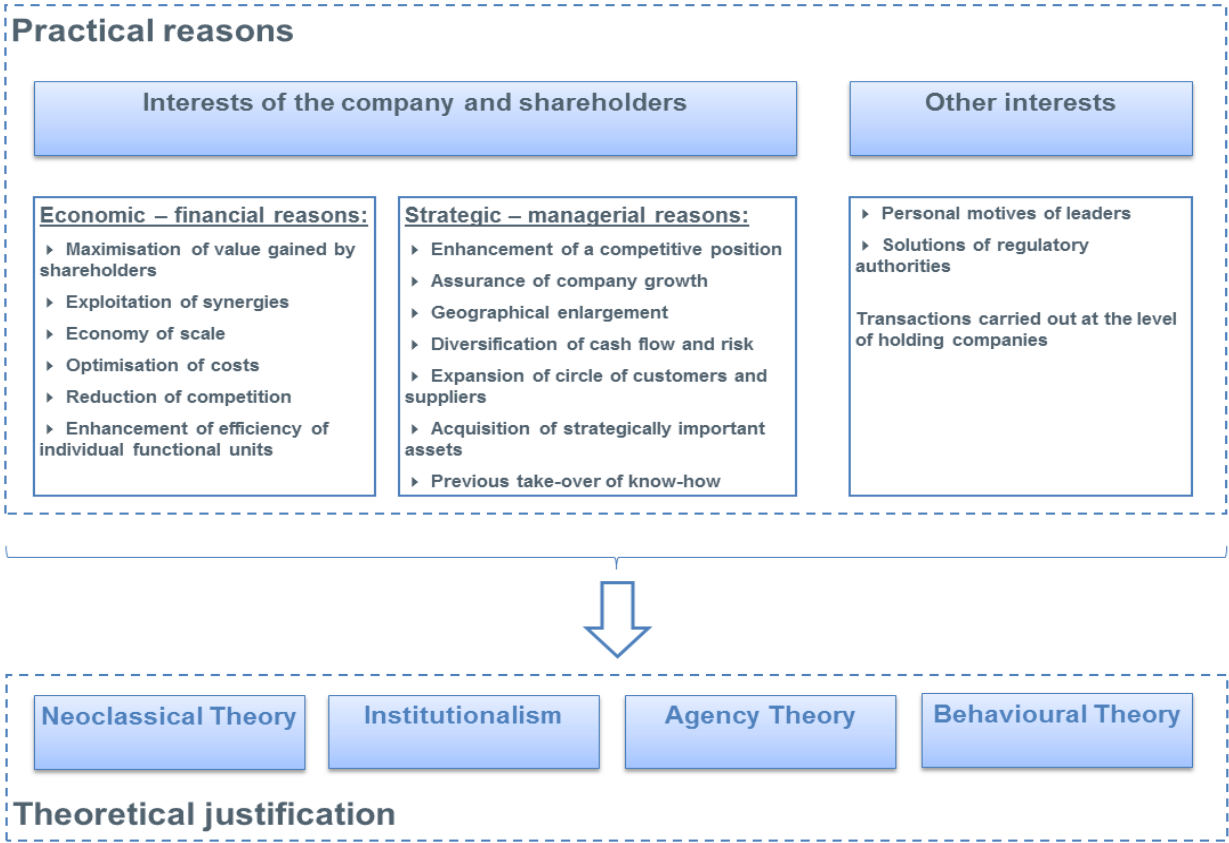 Practical reasons
Interests of the company and shareholders
Other interests
Economic – financial reasons:
Maximisation of value gained by
shareholders
Exploitation of synergies
Economy of scale
Optimisation of costs
Reduction of competition
Enhancement of efficiency of
individual functional units
Strategic – managerial reasons:
Enhancement of a competitive position
Assurance of company growth
Geographical enlargement
Diversification of cash flow and risk
Expansion of circle of customers and
suppliers
Acquisition of strategically important
assets
Previous take-over of know-how
Personal motives of leaders
Solutions of regulatory
authorities
Transactions carried out at the level
of holding companies
Neoclassical Theory
Institutionalism
Agency Theory
Behavioural Theory
Theoretical justification